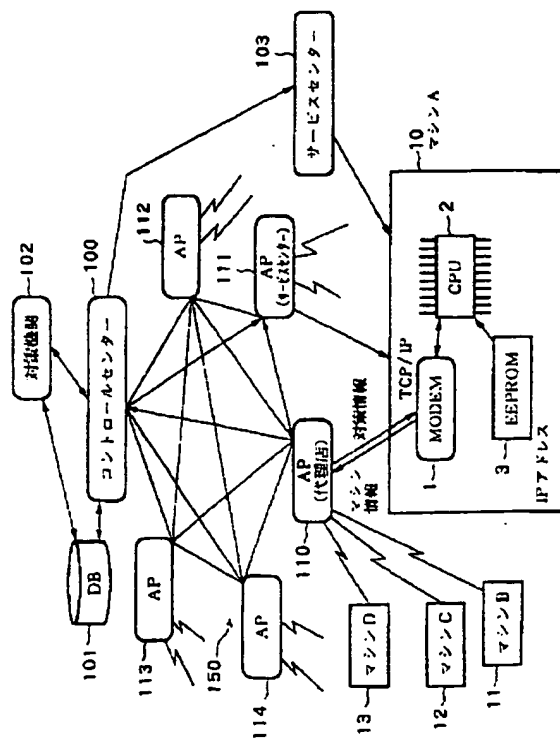 102
対策機関
100
コントロールセンター
DB
101
103
サービスセンター
112
AP
111
AP
(サービスセンター)
AP
113
AP
114
150
AP
(代理店)
110
マシン
情報
対策情報
TCP/IP
10
マシンA
2
CPU
MODEM
1
EEPROM
3
IPアドレス
マシンD
13
マシンC
12
マシンB
11